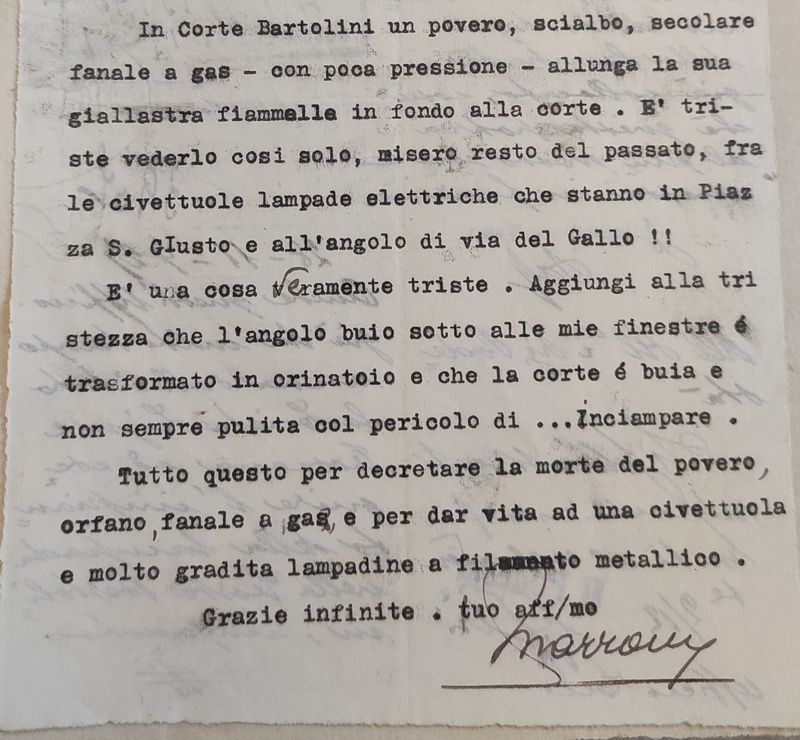 In Corte Bartolini un povero, scialbo, secolare
fanale a gas - con poca pressione - allunga la sua
giallastra fiammella in fondo alla corte . E' tri-
ste vederlo cosi solo, misero resto del passato, fra
le civettuole lampade elettriche che stanno in Piaz
za S. GIusto e all'angolo di via del Gallo !!
E' una cosa veramente triste . Aggiungi alla tri
stezza che l'angolo buio sotto alle mie finestre é
trasformato in orinatoio e che la corte é buia e
non sempre pulita col pericolo di ...Inciampare .
Tutto questo per decretare la morte del povero,
orfano, fanale a gas, e per dar vita ad una civettuola
e molto gradita lampadine a filamento metallico .
Grazie infinite . tuo aff/mo